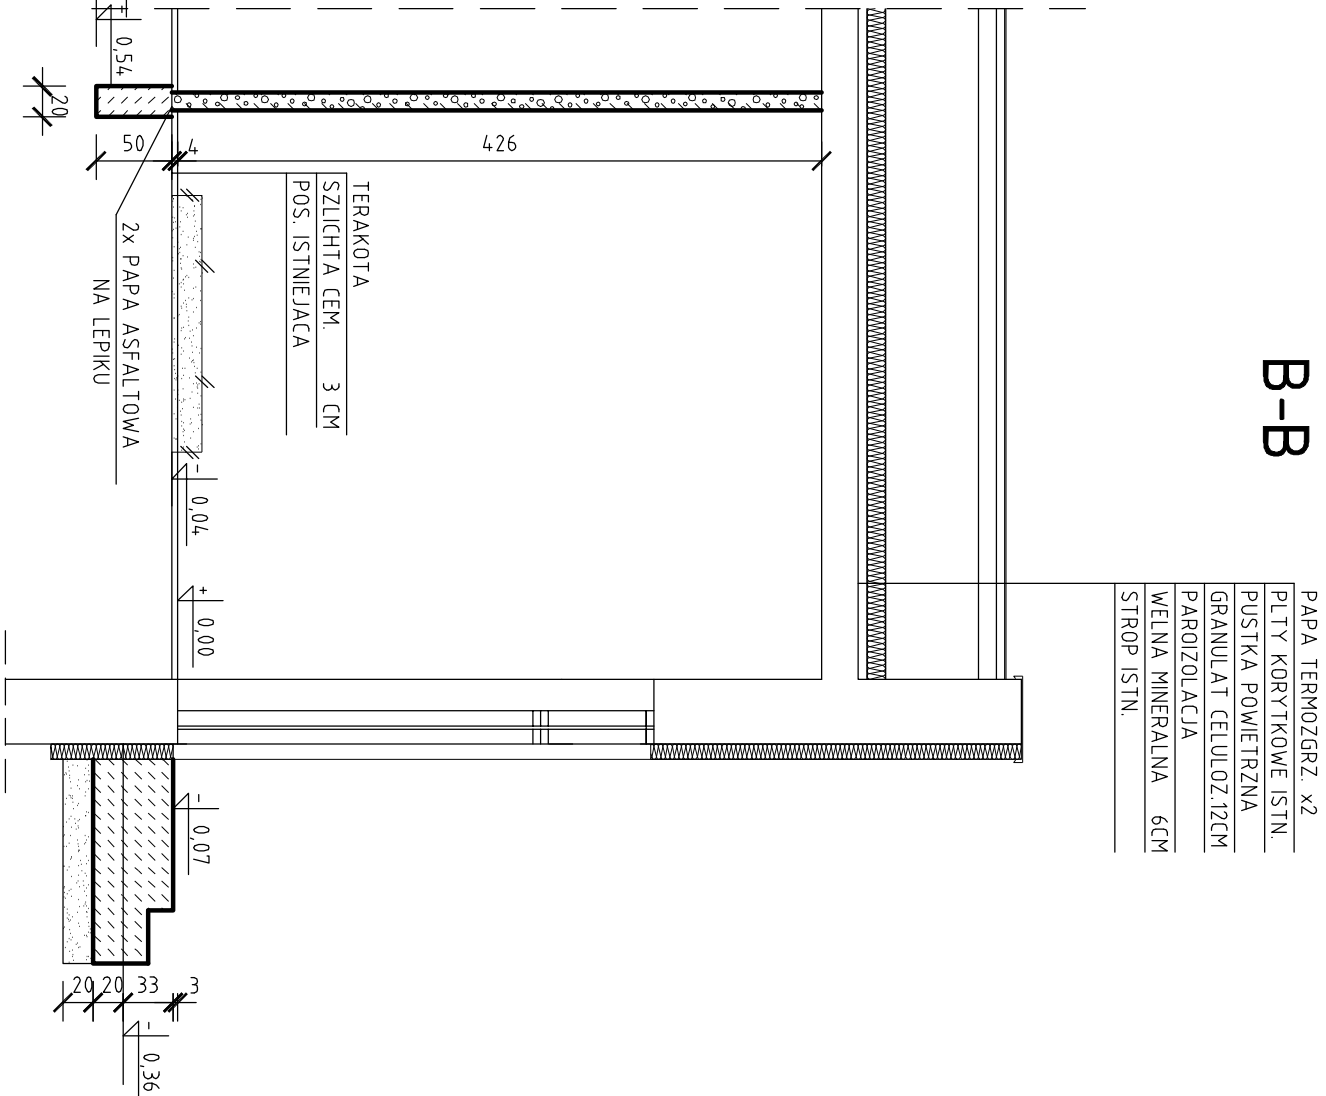 B-B
PAPA TERMOZGRZ. x2
PLTY KORYTKOWE ISTN.
PUSTKA POWIETRZNA
GRANULAT CELULOZ.12CM
PAROIZOLACJA
WELNA MINERALNA 6CM
STROP ISTN.
TERAKOTA
SZLICHTA CEM. 3 CM
POS. ISTNIEJACA
2x PAPA ASFALTOWA
NA LEPIKU
0,54
20
50
4
426
- 0,04
+ 0,00
- 0,07
20
20
33
3
- 0,36